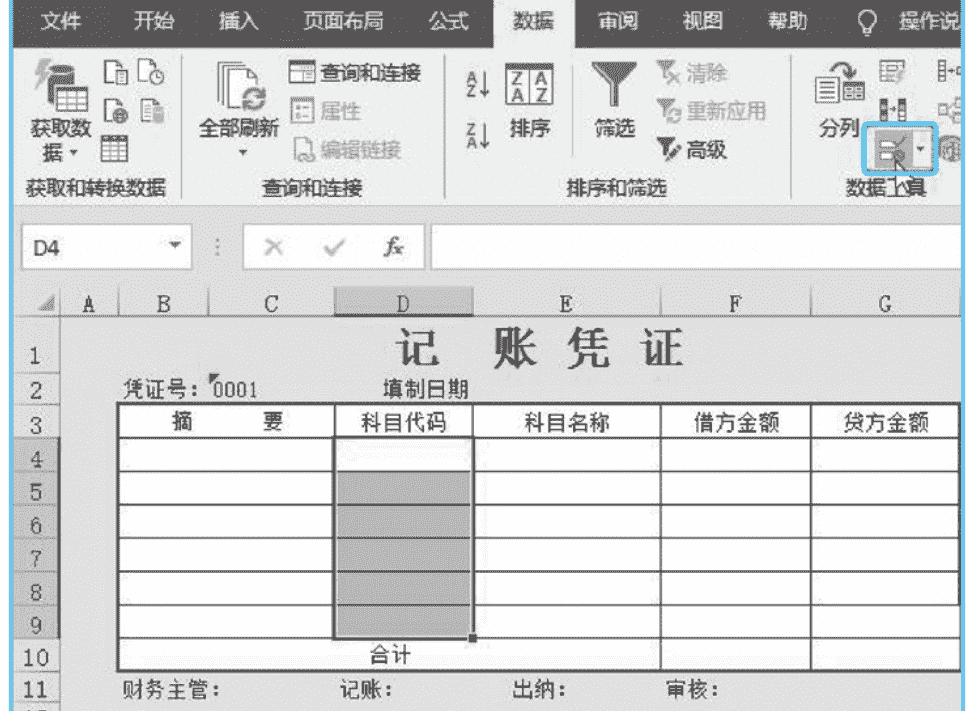 文件 开始 插入 页面布局 公式 数据 审阅 视图 帮助 操作说
查询和连接 清除
获取数据 全部刷新 属性 排序 筛选 重新应用 分列
编辑链接 高级
获取和转换数据 查询和连接 排序和筛选 数据工具
D4 fx
A B C D E F G
1 记 账 凭 证
2 凭证号: 0001 填制日期
3 摘 要 科目代码 科目名称 借方金额 贷方金额
4
5
6
7
8
9
10 合计
11 财务主管: 记账: 出纳: 审核: